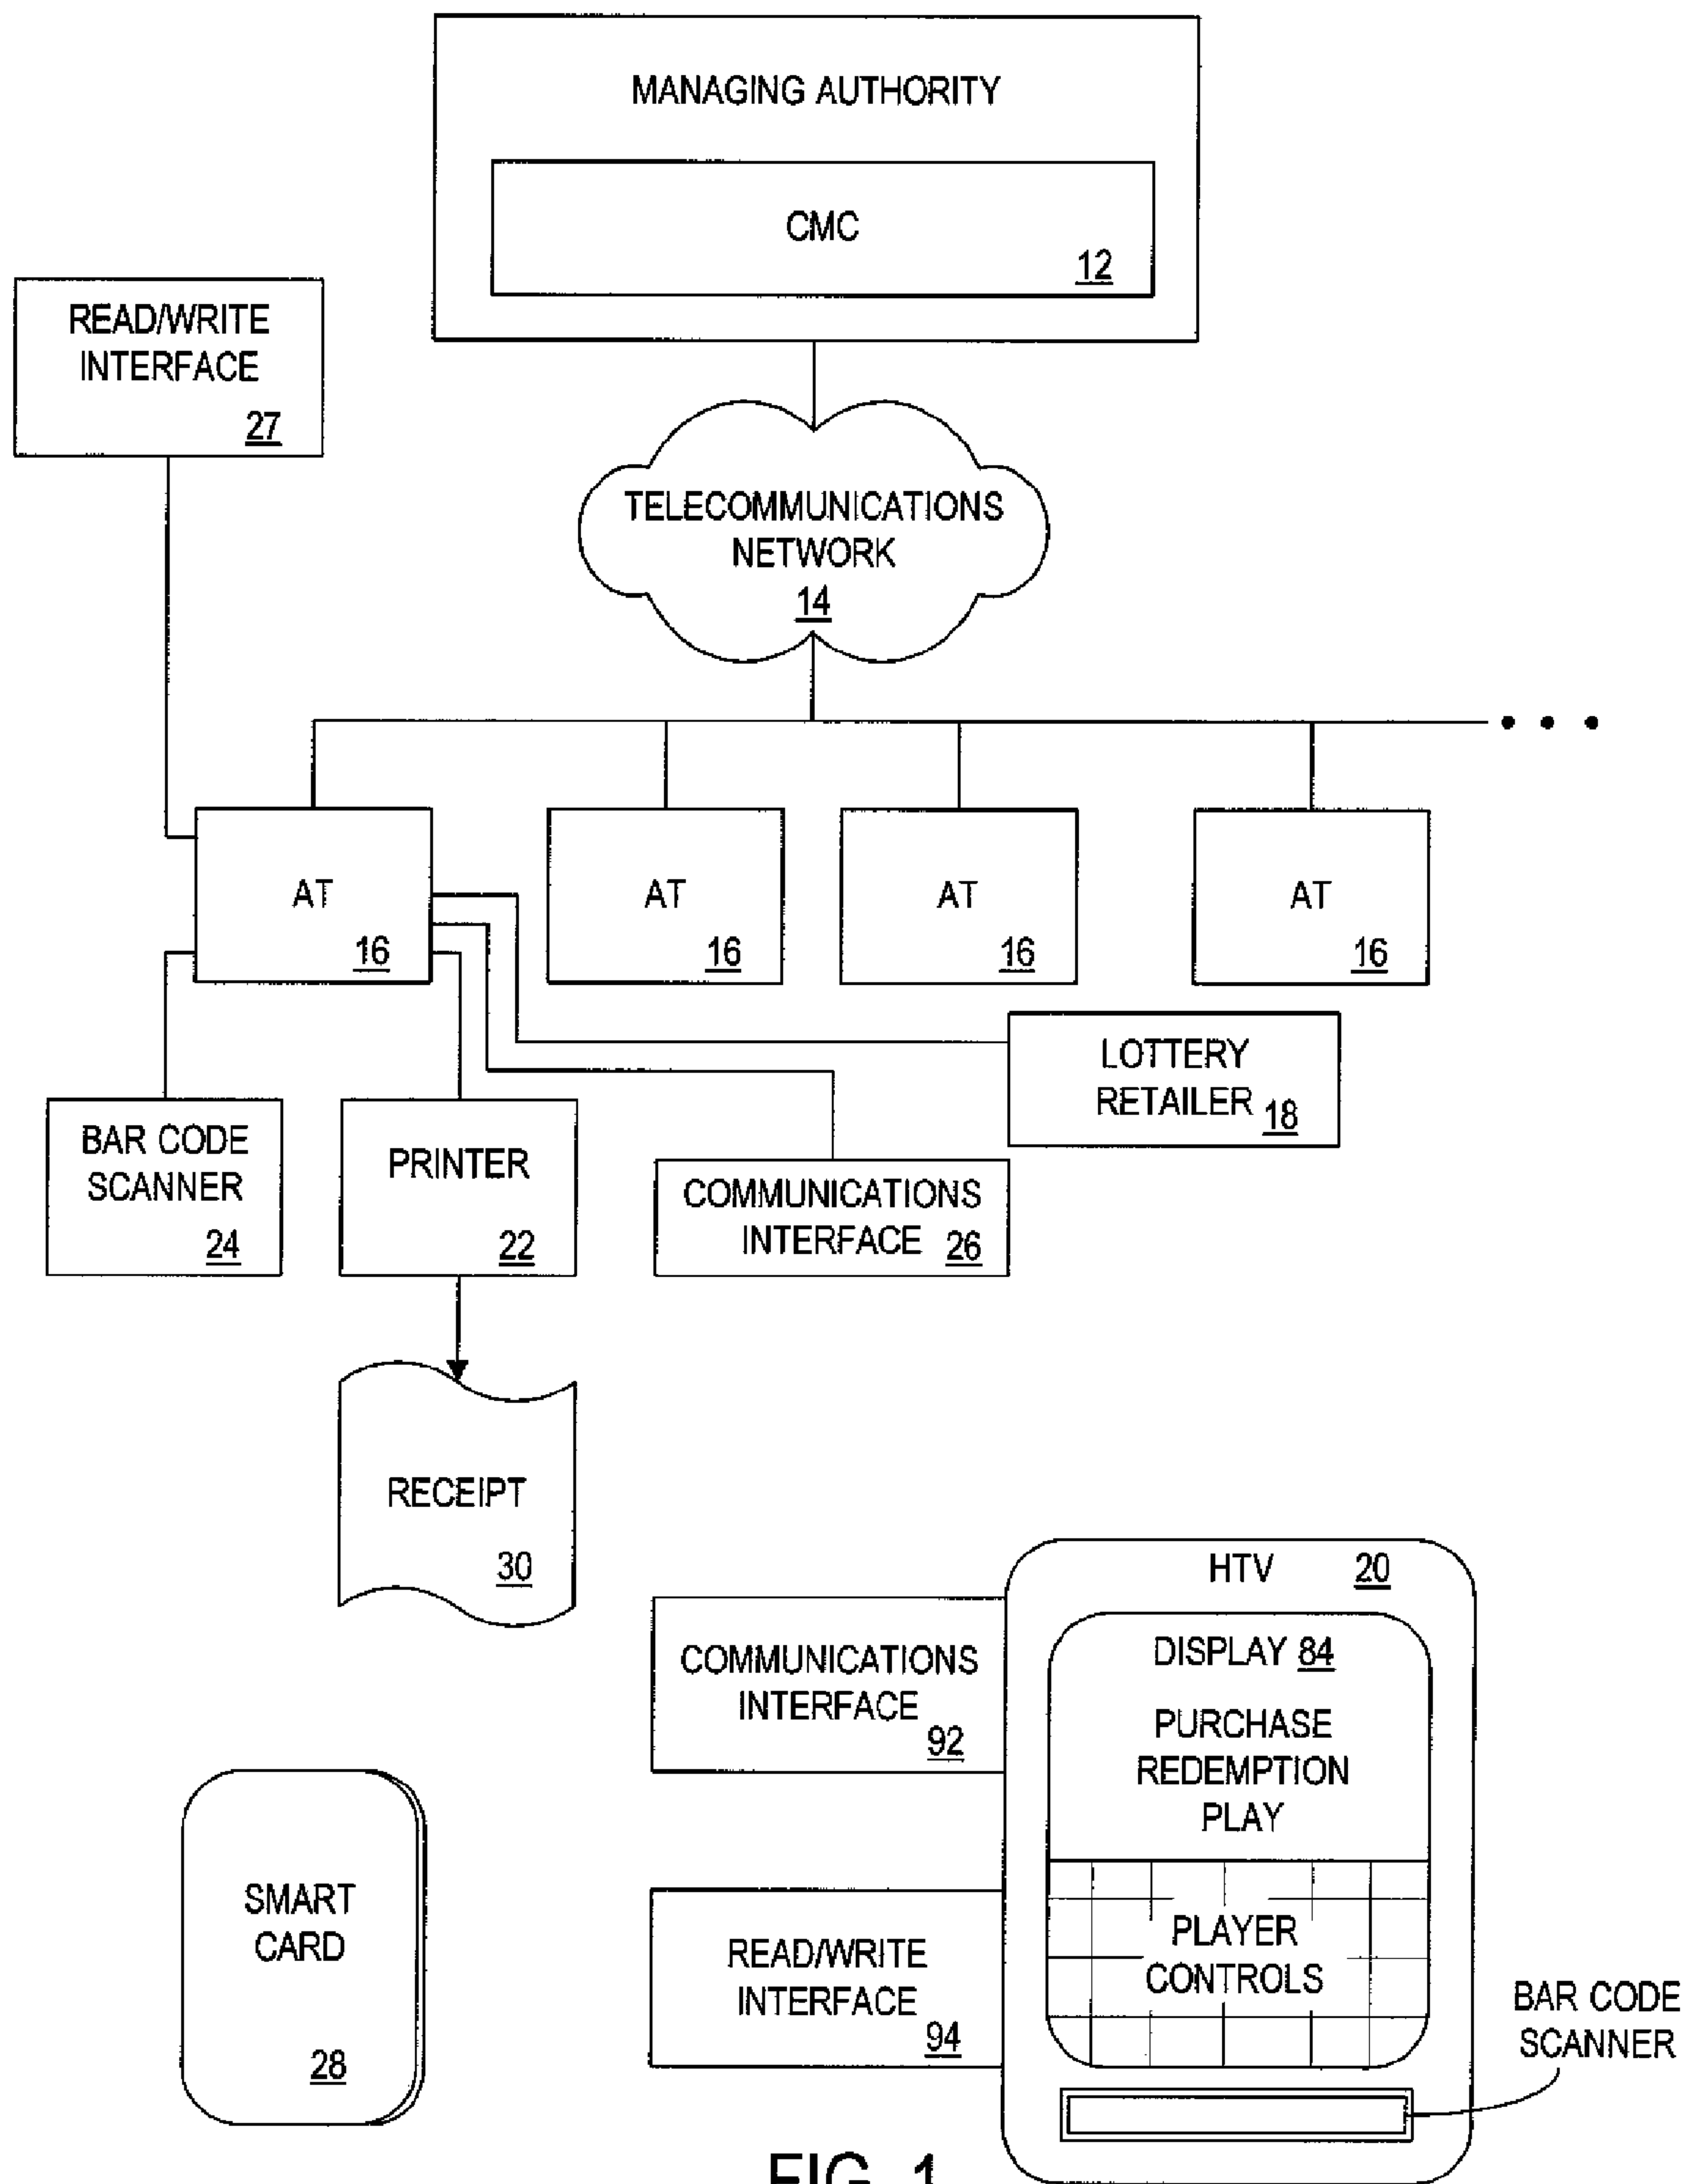 MANAGING AUTHORITY
CMC
12
READ/WRITE
INTERFACE
27
TELECOMMUNICATIONS
NETWORK
14
AT
16
AT
16
AT
16
AT
16
LOTTERY
RETAILER 18
BAR CODE
SCANNER
24
PRINTER
22
COMMUNICATIONS
INTERFACE 26
RECEIPT
30
HTV 20
DISPLAY 84
PURCHASE
REDEMPTION
PLAY
COMMUNICATIONS
INTERFACE
92
SMART
CARD
28
READ/WRITE
INTERFACE
94
PLAYER
CONTROLS
BAR CODE
SCANNER
FIG. 1